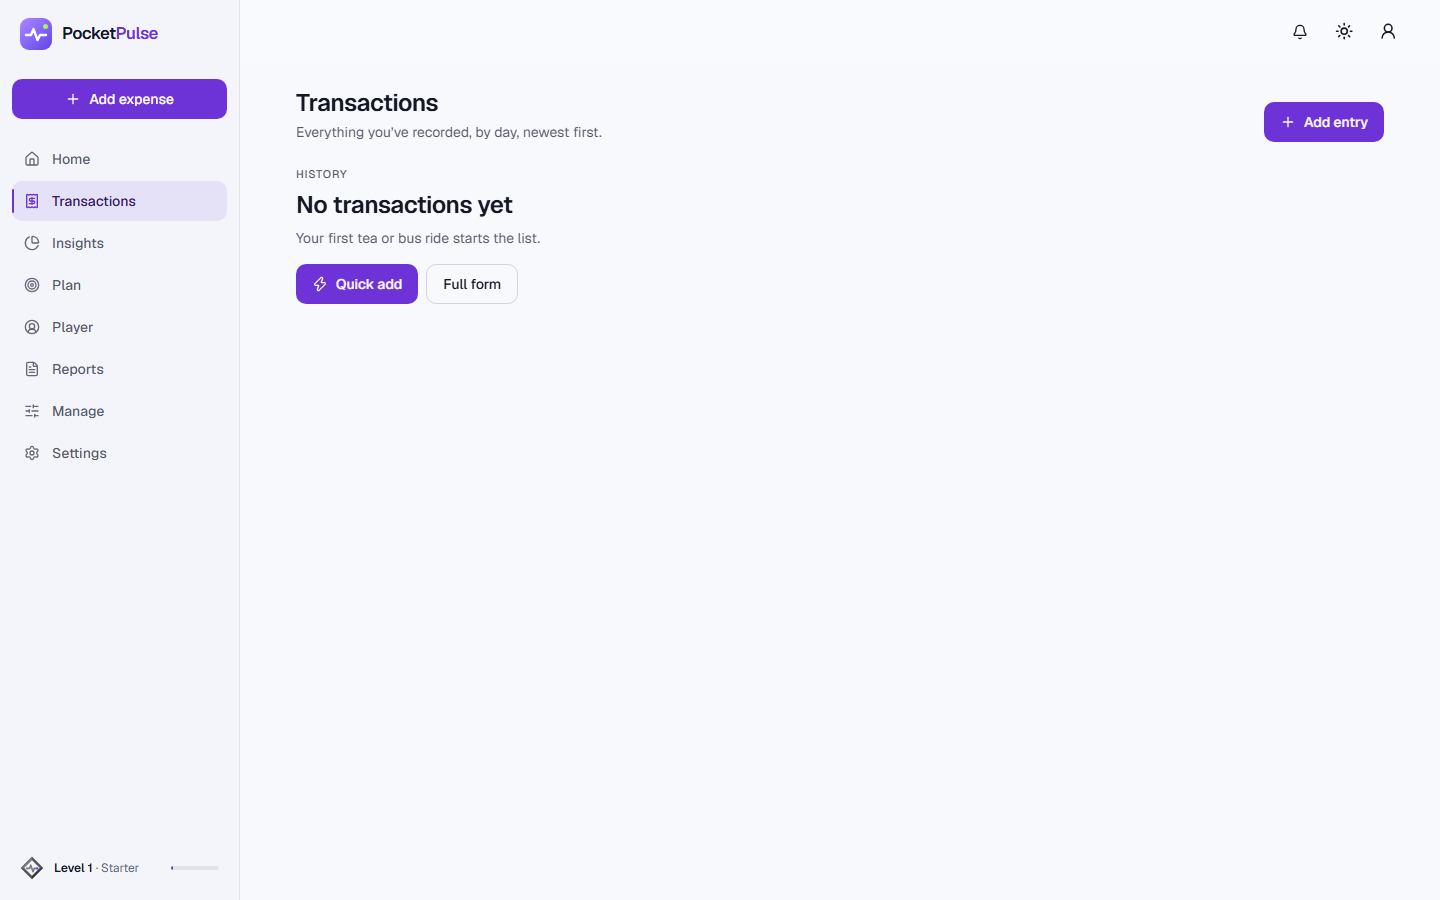 PocketPulse
Add expense
Home
Transactions
Insights
Plan
Player
Reports
Manage
Settings
Level 1 · Starter
Transactions
Everything you've recorded, by day, newest first.
Add entry
HISTORY
No transactions yet
Your first tea or bus ride starts the list.
Quick add
Full form